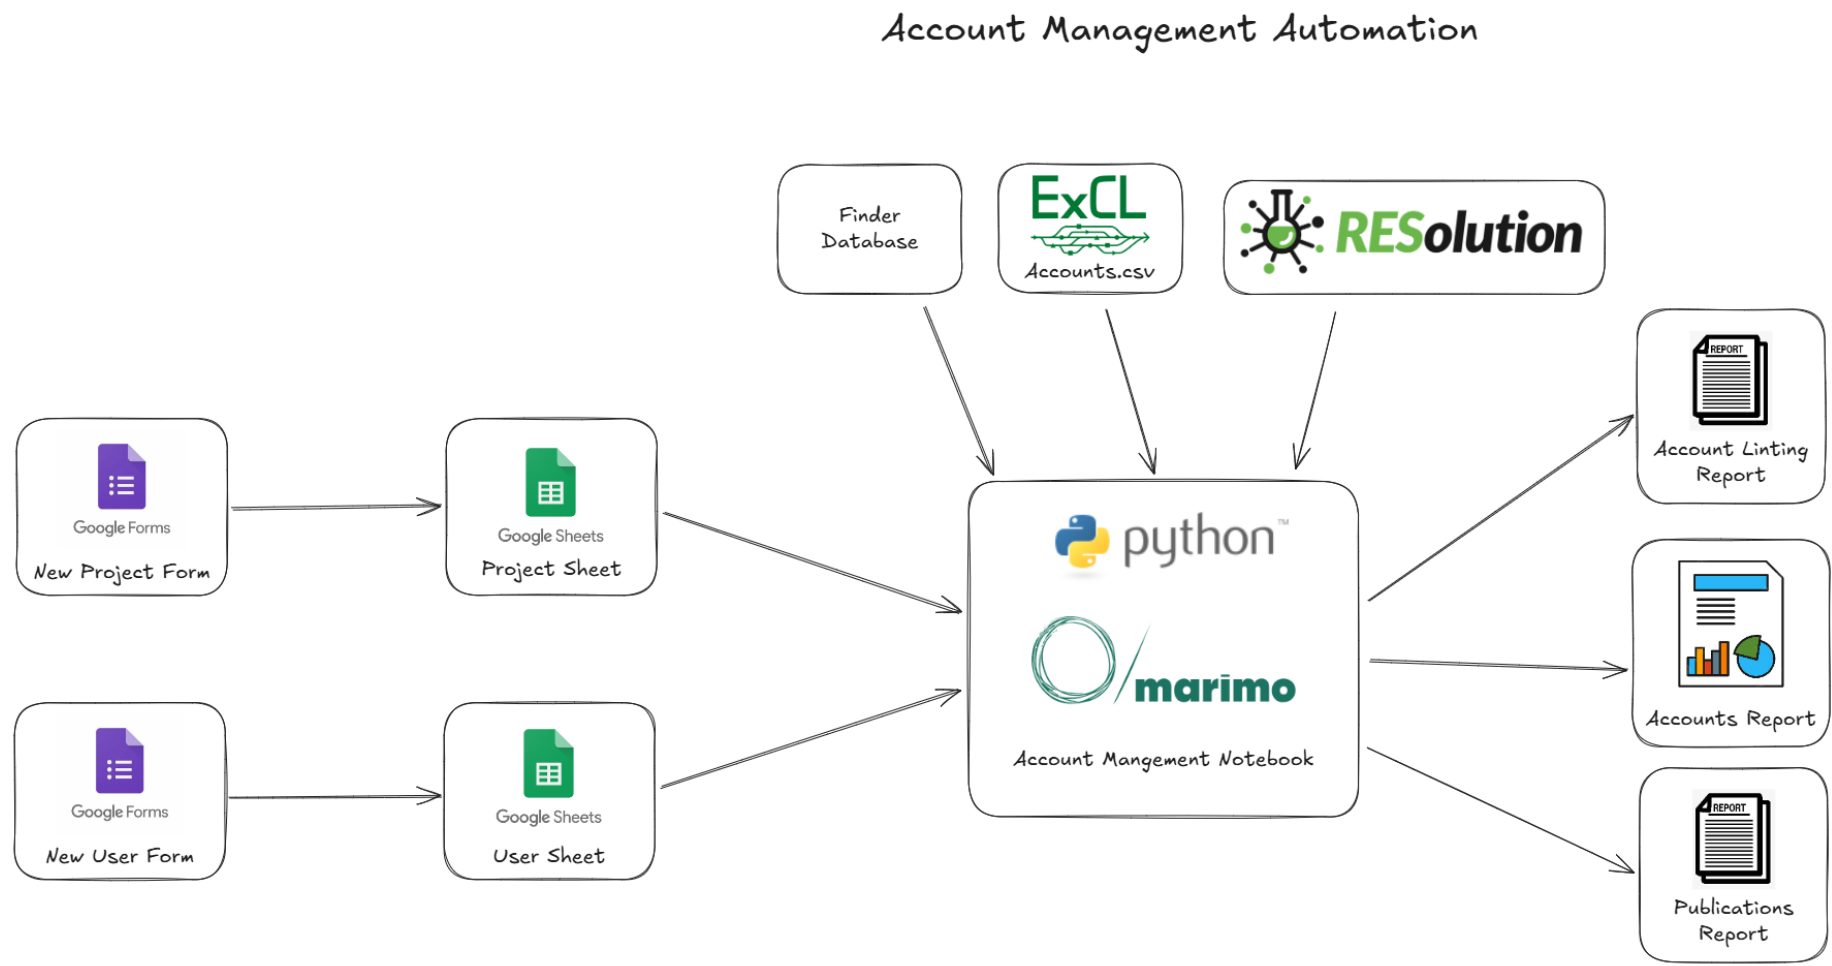 Account Management Automation
Finder
Database
ExCL
Accounts.csv
RESolution
Google Forms
New Project Form
Google Sheets
Project Sheet
Google Forms
New User Form
Google Sheets
User Sheet
python™
marimo
Account Mangement Notebook
REPORT
Account Linting
Report
Accounts Report
REPORT
Publications
Report